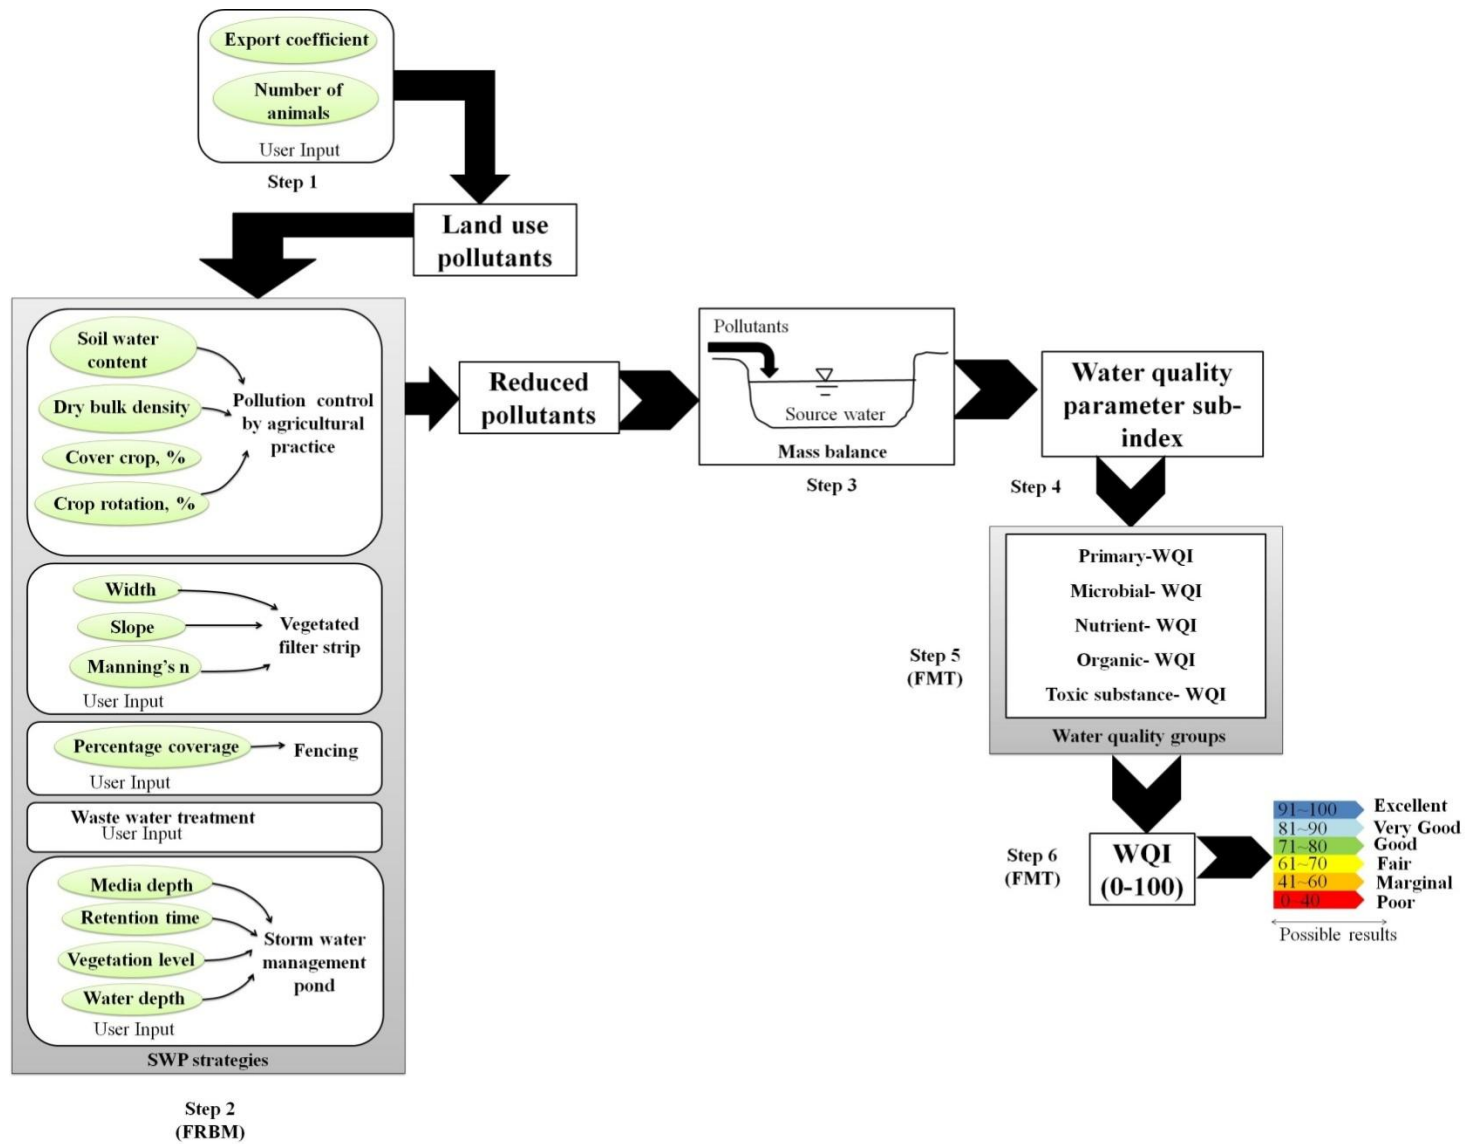 Export coefficient
Number of
animals
User Input
Step 1
Land use
pollutants
Soil water
content
Dry bulk density
Cover crop, %
Crop rotation, %
Pollution control
by agricultural
practice
Width
Slope
Manning's n
User Input
Vegetated
filter strip
Percentage coverage
Fencing
User Input
Waste water treatment
User Input
Media depth
Retention time
Vegetation level
Water depth
User Input
Storm water
management
pond
SWP strategies
Step 2
(FRBM)
Reduced
pollutants
Pollutants
Source water
Mass balance
Step 3
Water quality
parameter sub-
index
Step 4
Primary-WQI
Microbial- WQI
Nutrient- WQI
Organic- WQI
Toxic substance- WQI
Water quality groups
Step 5
(FMT)
Step 6
(FMT)
WQI
(0-100)
91~100 Excellent
81~90 Very Good
71~80 Good
61~70 Fair
41~60 Marginal
0~40 Poor
Possible results